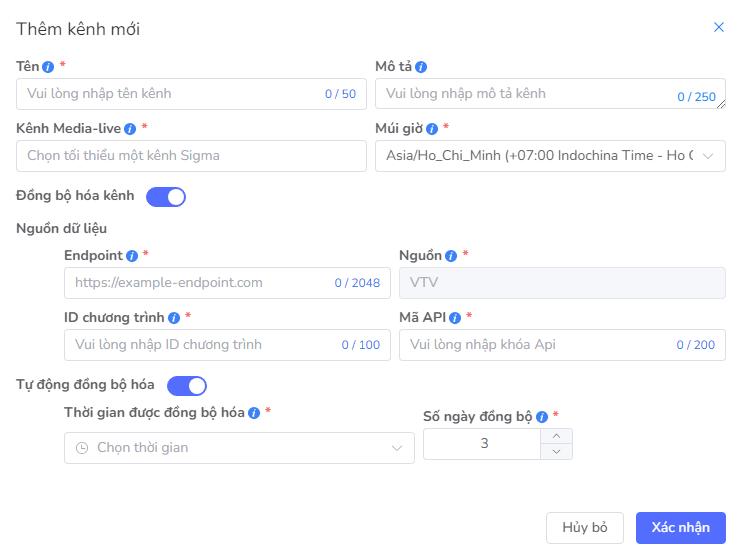 Thêm kênh mới
Tên * Mô tả
Vui lòng nhập tên kênh 0 / 50 Vui lòng nhập mô tả kênh 0 / 250
Kênh Media-live * Múi giờ *
Chọn tối thiểu một kênh Sigma Asia/Ho_Chi_Minh (+07:00 Indochina Time - Ho C
Đồng bộ hóa kênh
Nguồn dữ liệu
Endpoint * Nguồn *
https://example-endpoint.com 0 / 2048 VTV
ID chương trình * Mã API *
Vui lòng nhập ID chương trình 0 / 100 Vui lòng nhập khóa Api 0 / 200
Tự động đồng bộ hóa
Thời gian được đồng bộ hóa * Số ngày đồng bộ *
Chọn thời gian 3
Hủy bỏ Xác nhận